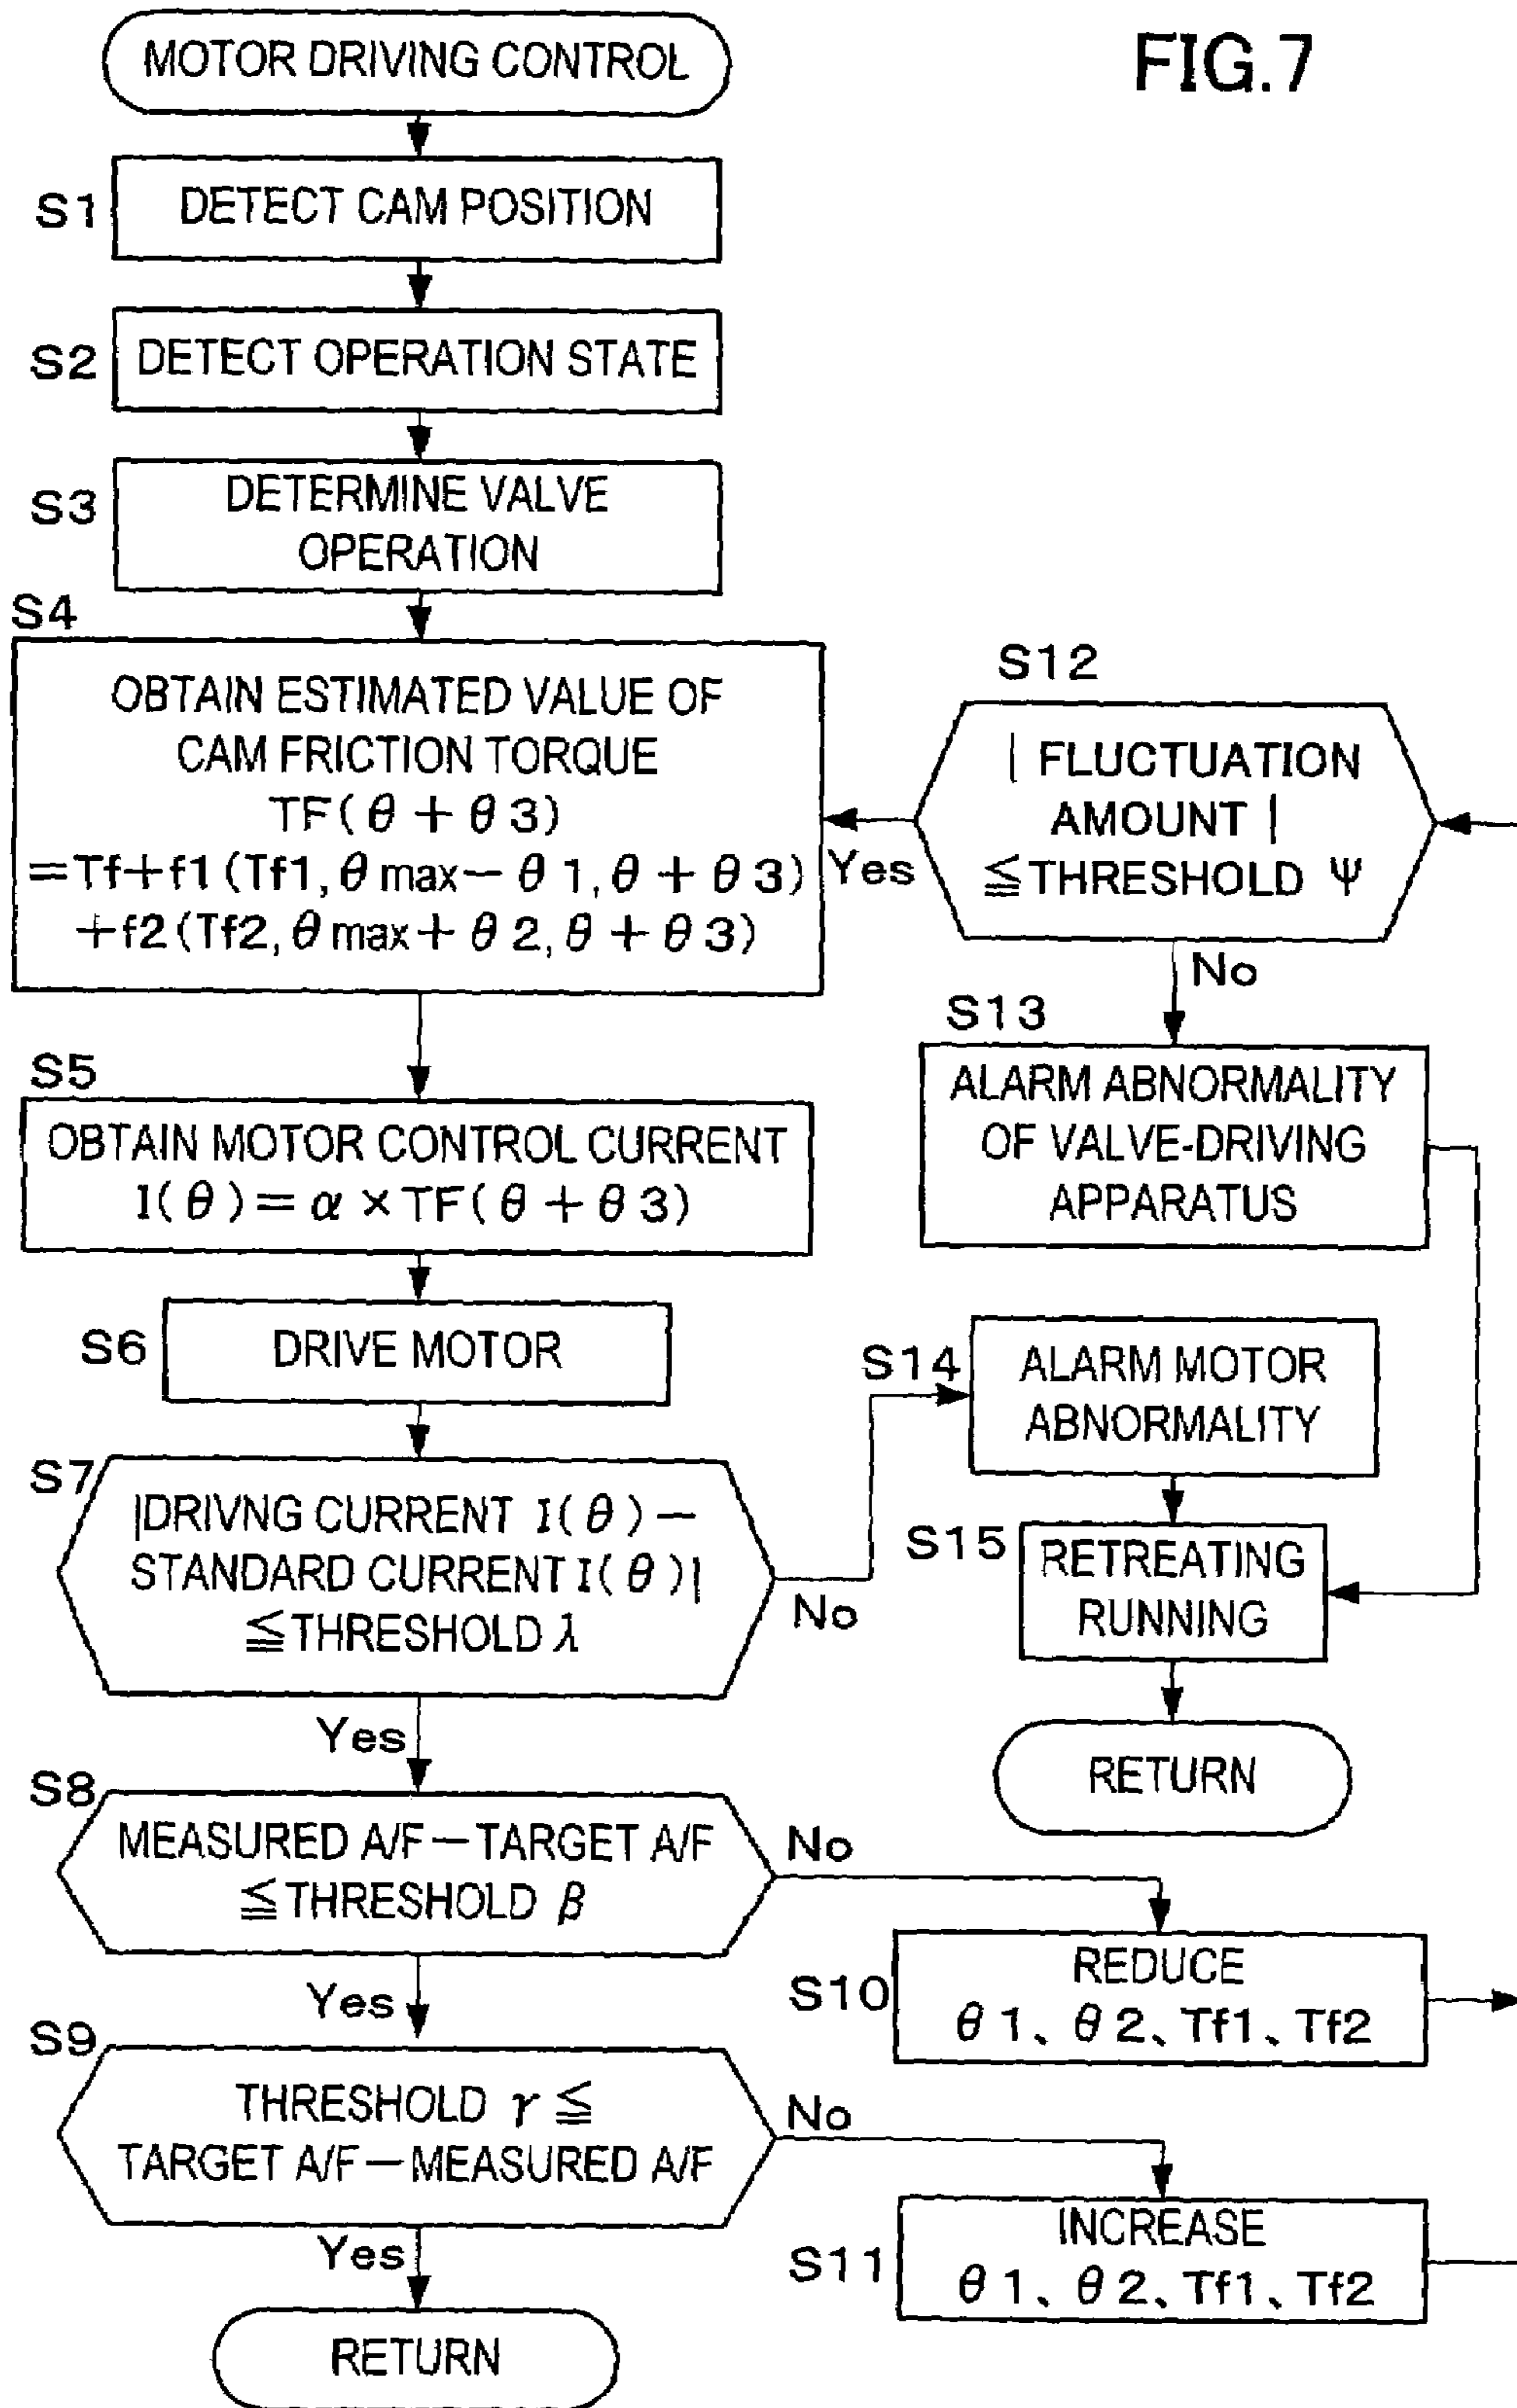 FIG.7
MOTOR DRIVING CONTROL
S1
DETECT CAM POSITION
S2
DETECT OPERATION STATE
S3
DETERMINE VALVE
OPERATION
S4
OBTAIN ESTIMATED VALUE OF
CAM FRICTION TORQUE
TF(θ+θ3)
=Tf+f1(Tf1,θmax−θ1,θ+θ3)
+f2(Tf2,θmax+θ2,θ+θ3)
S5
OBTAIN MOTOR CONTROL CURRENT
I(θ)=α×TF(θ+θ3)
S6
DRIVE MOTOR
S7
|DRIVNG CURRENT I(θ)−
STANDARD CURRENT I(θ)|
≦THRESHOLD λ
No
Yes
S8
MEASURED A/F−TARGET A/F
≦THRESHOLD β
No
Yes
S9
THRESHOLD γ≦
TARGET A/F−MEASURED A/F
No
Yes
RETURN
S10
REDUCE
θ1、θ2、Tf1、Tf2
S11
INCREASE
θ1、θ2、Tf1、Tf2
S12
|FLUCTUATION
AMOUNT|
≦THRESHOLD Ψ
Yes
No
S13
ALARM ABNORMALITY
OF VALVE-DRIVING
APPARATUS
S14
ALARM MOTOR
ABNORMALITY
S15
RETREATING
RUNNING
RETURN